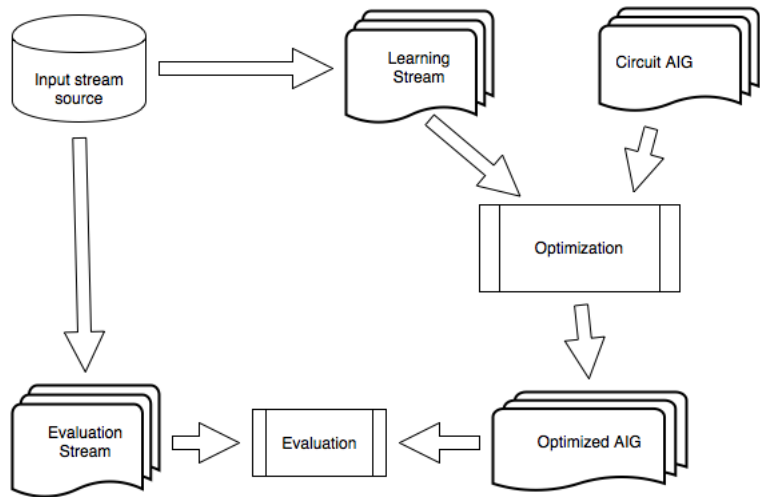 Input stream
source
Learning
Stream
Circuit AIG
Optimization
Evaluation
Stream
Evaluation
Optimized AIG